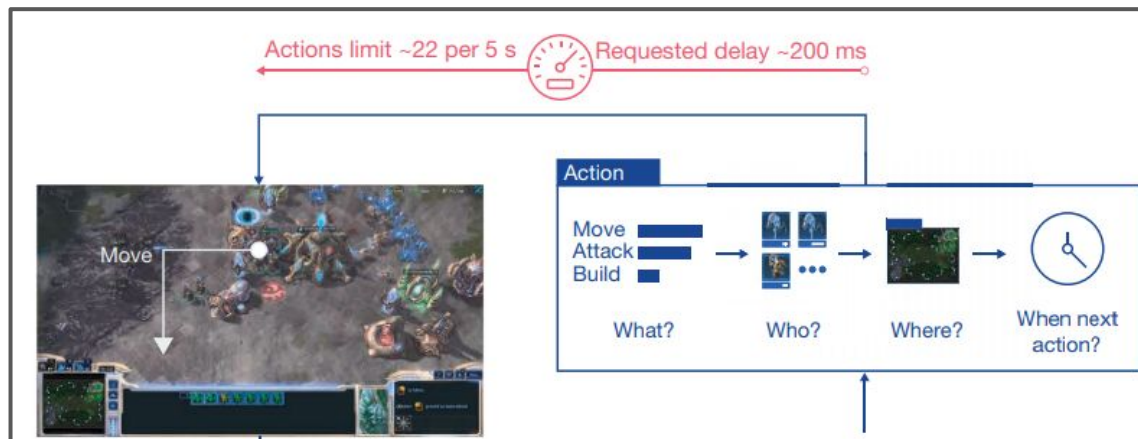 Actions limit ~22 per 5 s
Requested delay ~200 ms
Action
Move
Move
Attack
Build
What?
Who?
Where?
When next
action?